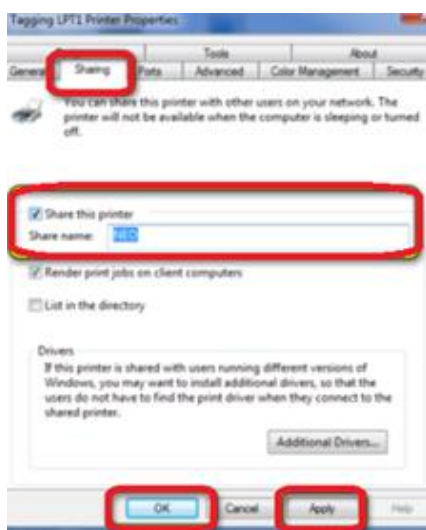 Tagging LPT1 Printer Properties
Tools About
General Sharing Ports Advanced Color Management Security
You can share this printer with other users on your network. The
printer will not be available when the computer is sleeping or turned
off.
Share this printer
Share name: NEO
Render print jobs on client computers
List in the directory
Drivers
If this printer is shared with users running different versions of
Windows, you may want to install additional drivers, so that the
users do not have to find the print driver when they connect to the
shared printer.
Additional Drivers...
OK Cancel Apply Help